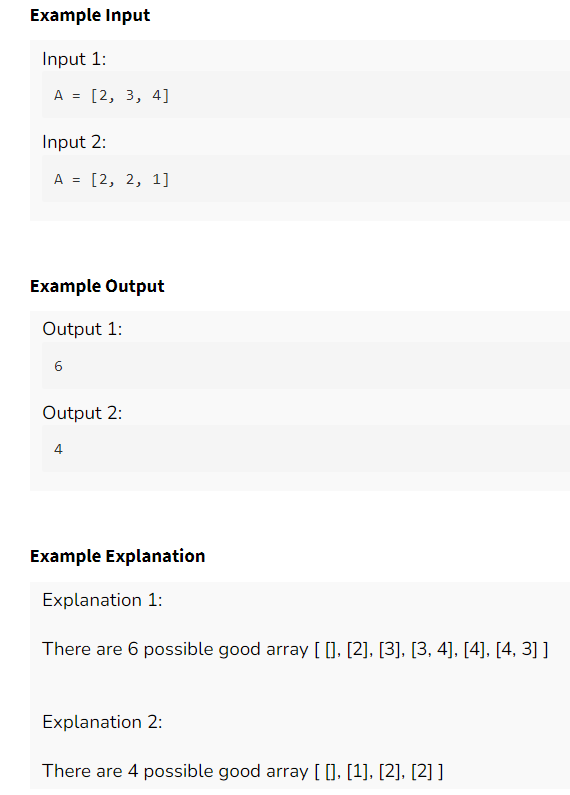 Example Input
Input 1:
A = [2, 3, 4]
Input 2:
A = [2, 2, 1]
Example Output
Output 1:
6
Output 2:
4
Example Explanation
Explanation 1:
There are 6 possible good array [ [], [2], [3], [3, 4], [4], [4, 3] ]
Explanation 2:
There are 4 possible good array [ [], [1], [2], [2] ]